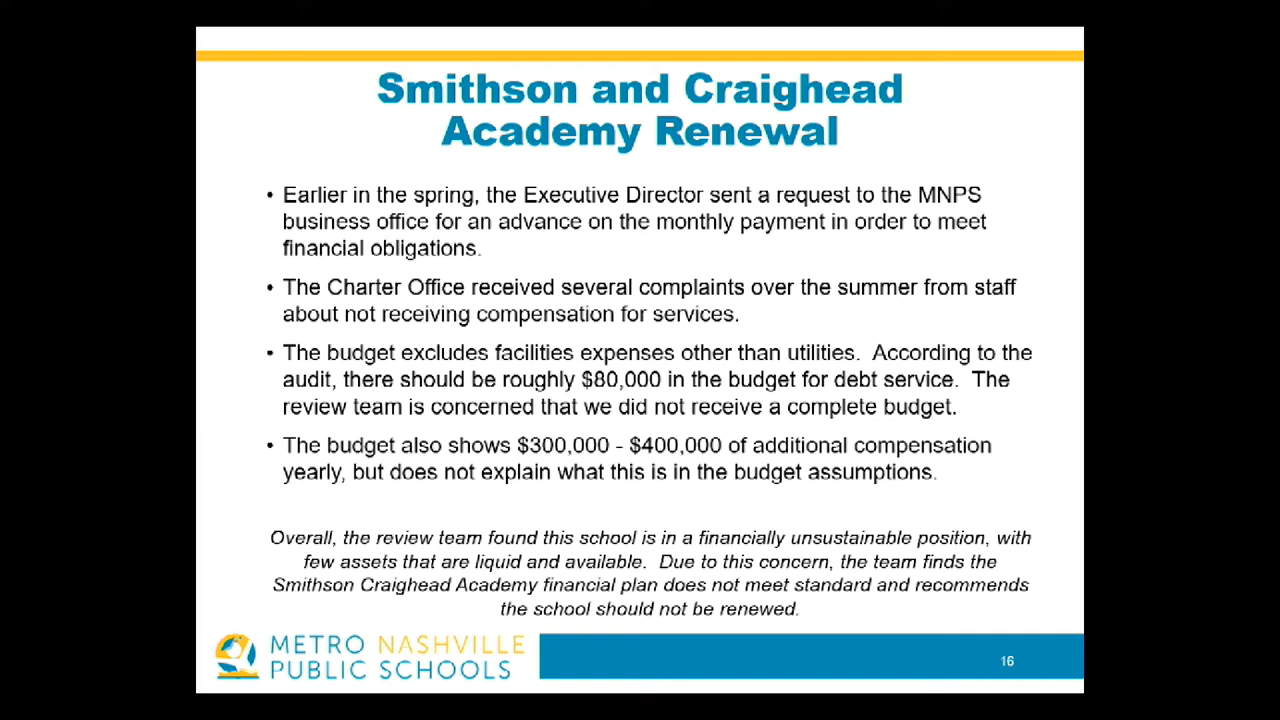 Smithson and Craighead
Academy Renewal
• Earlier in the spring, the Executive Director sent a request to the MNPS
business office for an advance on the monthly payment in order to meet
financial obligations.
• The Charter Office received several complaints over the summer from staff
about not receiving compensation for services.
• The budget excludes facilities expenses other than utilities.  According to the
audit, there should be roughly $80,000 in the budget for debt service.  The
review team is concerned that we did not receive a complete budget.
• The budget also shows $300,000 - $400,000 of additional compensation
yearly, but does not explain what this is in the budget assumptions.
Overall, the review team found this school is in a financially unsustainable position, with
few assets that are liquid and available.  Due to this concern, the team finds the
Smithson Craighead Academy financial plan does not meet standard and recommends
the school should not be renewed.
METRO NASHVILLE
PUBLIC SCHOOLS
16